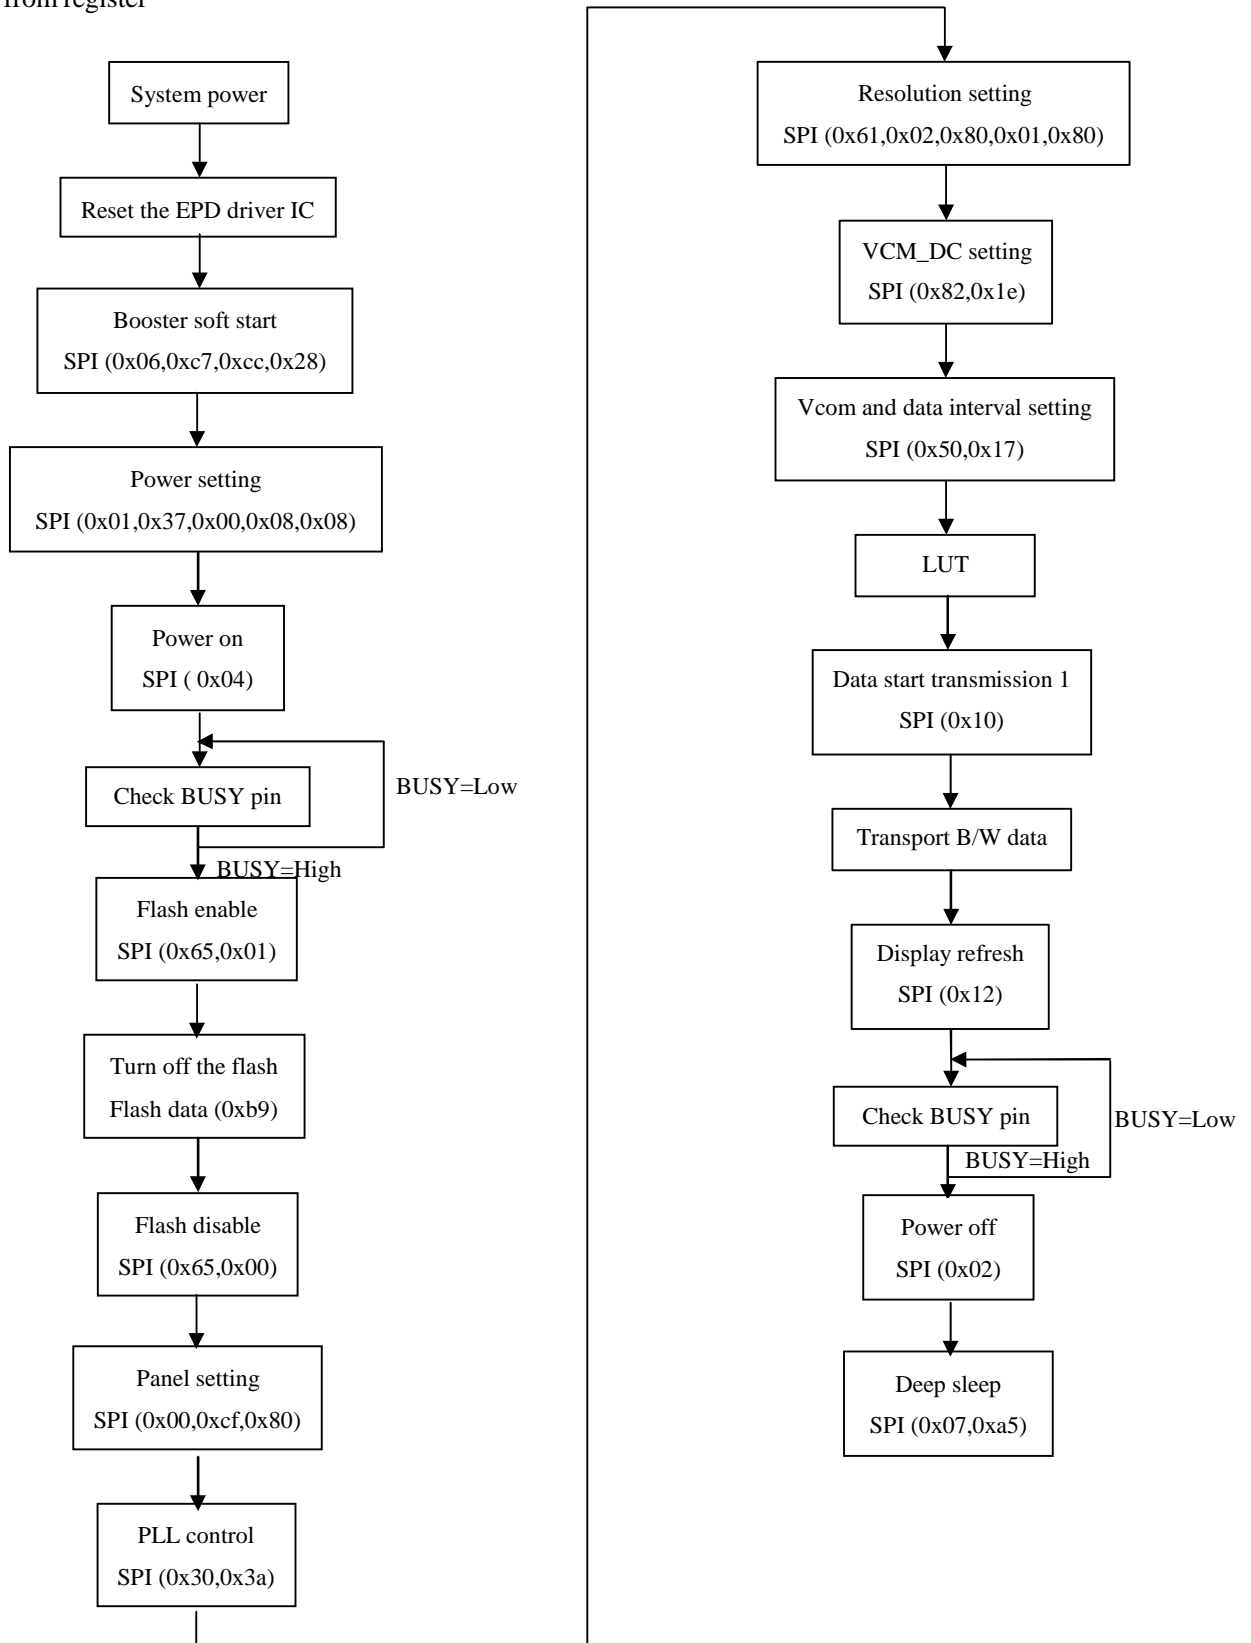 from register
System power
Reset the EPD driver IC
Booster soft start
SPI (0x06,0xc7,0xcc,0x28)
Power setting
SPI (0x01,0x37,0x00,0x08,0x08)
Power on
SPI ( 0x04)
Check BUSY pin
BUSY=Low
BUSY=High
Flash enable
SPI (0x65,0x01)
Turn off the flash
Flash data (0xb9)
Flash disable
SPI (0x65,0x00)
Panel setting
SPI (0x00,0xcf,0x80)
PLL control
SPI (0x30,0x3a)
Resolution setting
SPI (0x61,0x02,0x80,0x01,0x80)
VCM_DC setting
SPI (0x82,0x1e)
Vcom and data interval setting
SPI (0x50,0x17)
LUT
Data start transmission 1
SPI (0x10)
Transport B/W data
Display refresh
SPI (0x12)
Check BUSY pin
BUSY=Low
BUSY=High
Power off
SPI (0x02)
Deep sleep
SPI (0x07,0xa5)